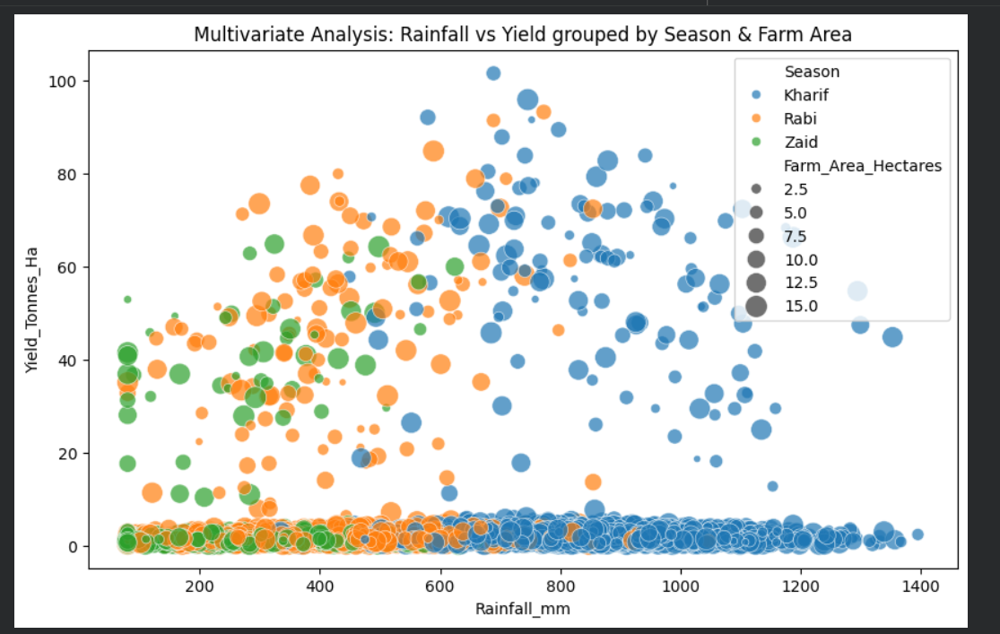 Multivariate Analysis: Rainfall vs Yield grouped by Season & Farm Area
Season
Kharif
Rabi
Zaid
Farm_Area_Hectares
2.5
5.0
7.5
10.0
12.5
15.0
Yield_Tonnes_Ha
100
80
60
40
20
0
200 400 600 800 1000 1200 1400
Rainfall_mm